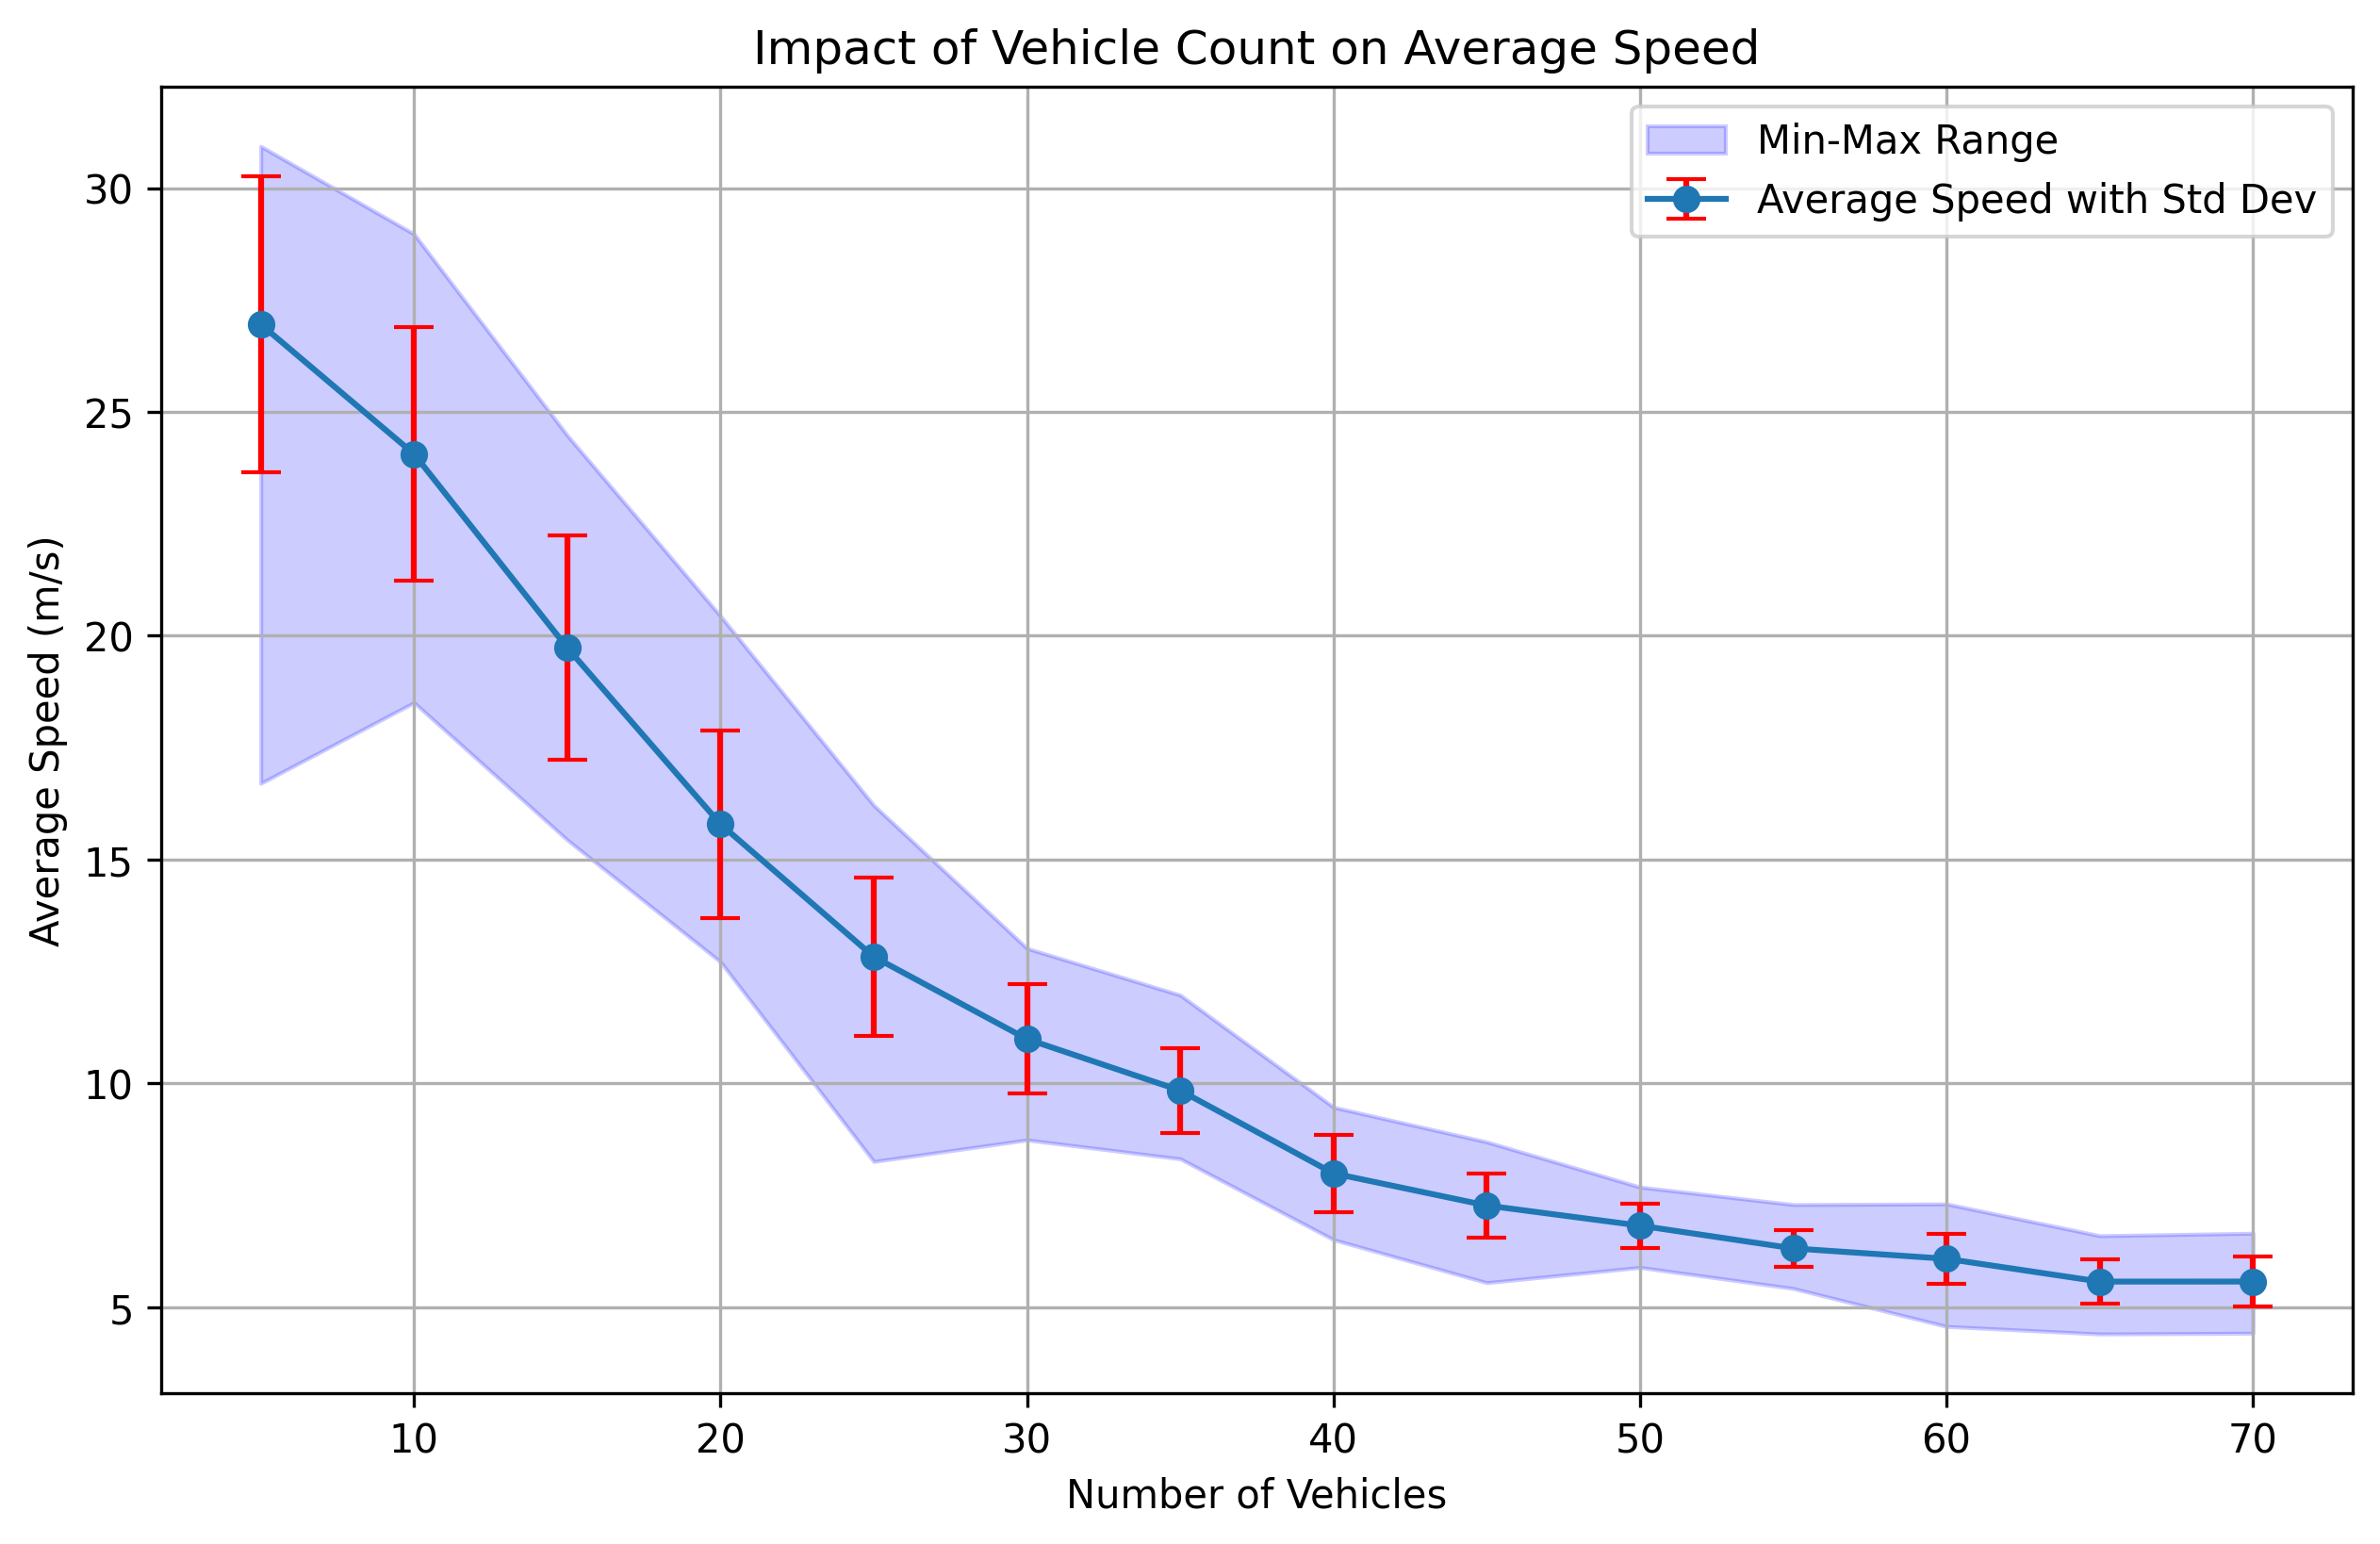 Impact of Vehicle Count on Average Speed
Min-Max Range
Average Speed with Std Dev
Average Speed (m/s)
30
25
20
15
10
5
10 20 30 40 50 60 70
Number of Vehicles